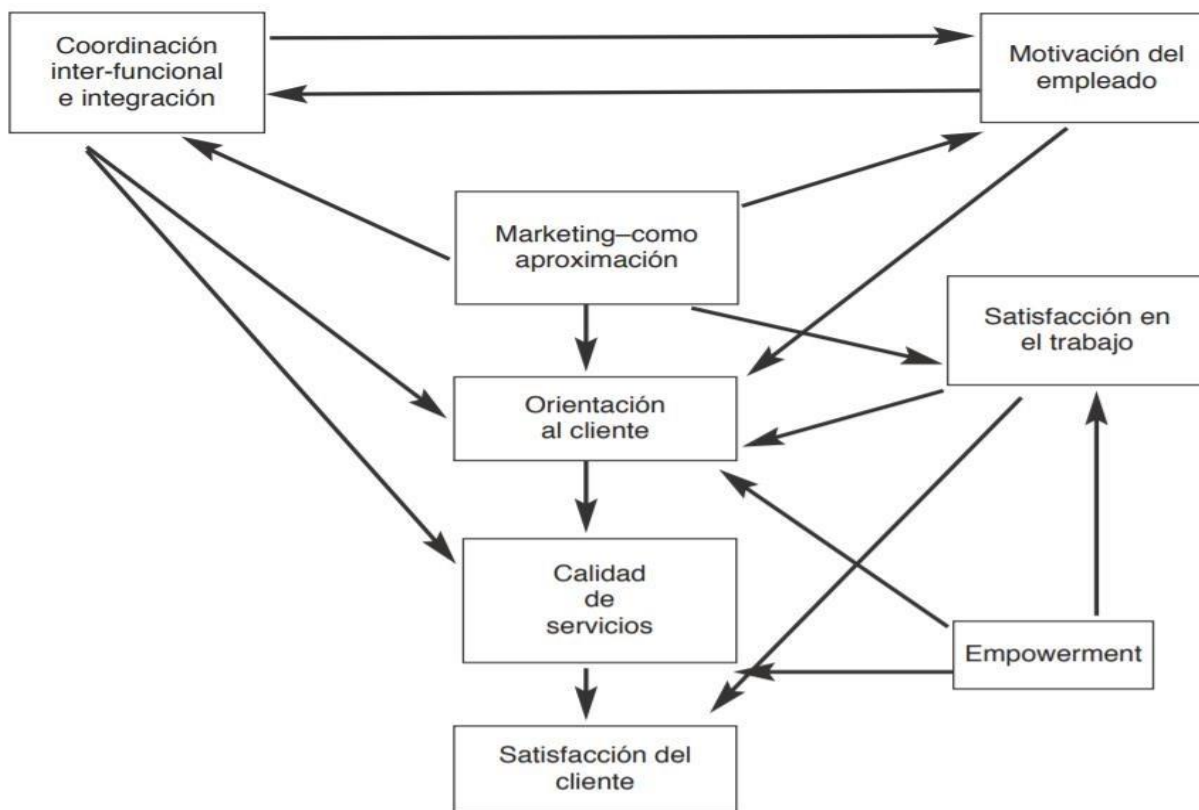 Coordinación
inter-funcional
e integración
Motivación del
empleado
Marketing–como
aproximación
Satisfacción en
el trabajo
Orientación
al cliente
Calidad
de
servicios
Empowerment
Satisfacción del
cliente